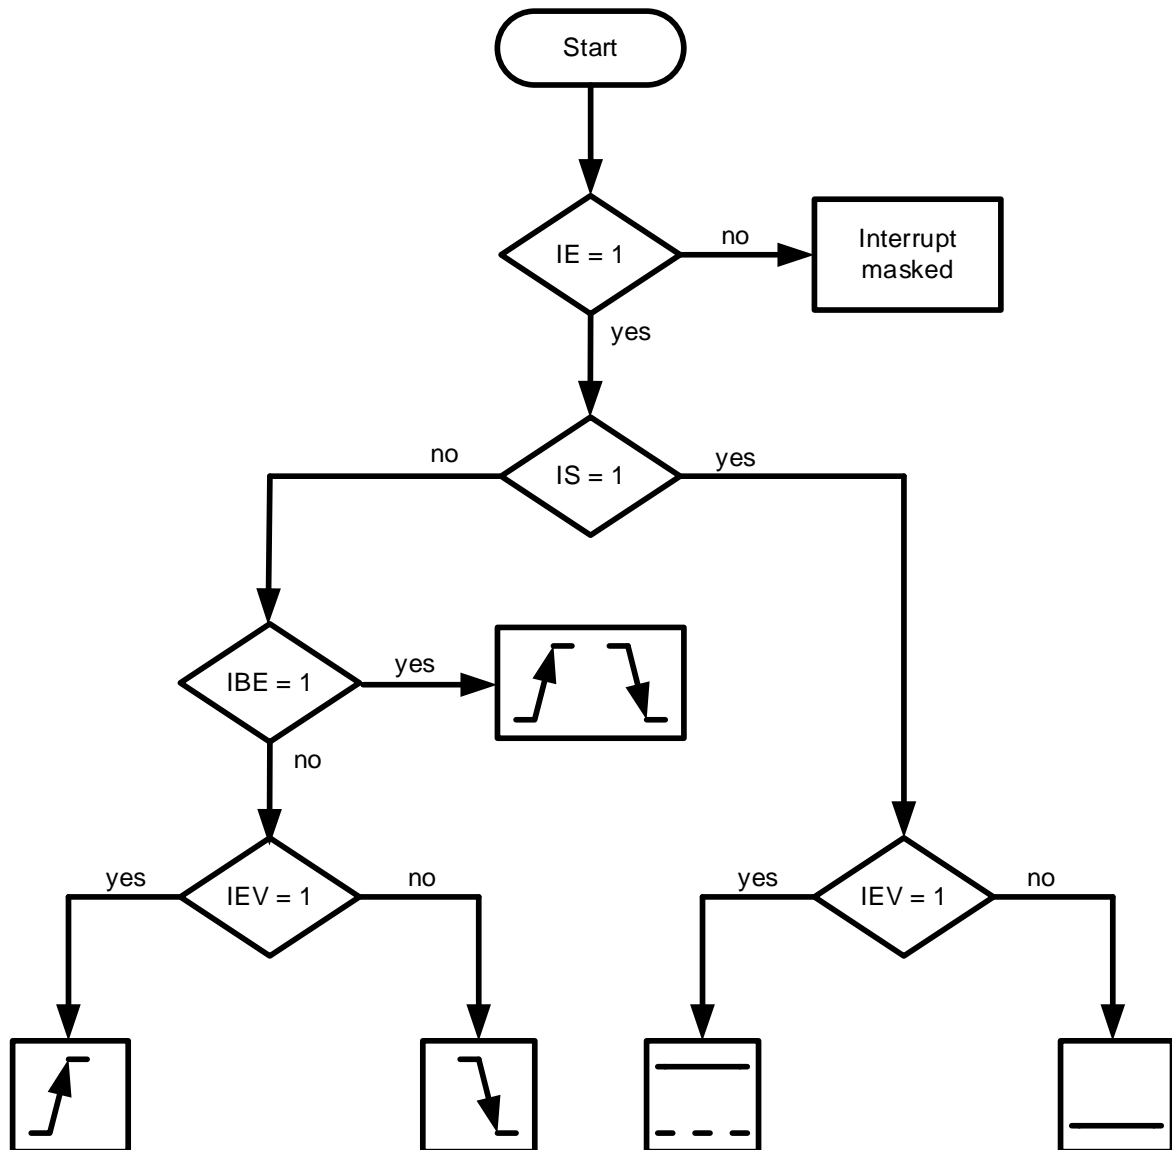 Start
IE = 1
no
Interrupt
masked
yes
no
IS = 1
yes
IBE = 1
yes
no
yes
IEV = 1
no
yes
IEV = 1
no